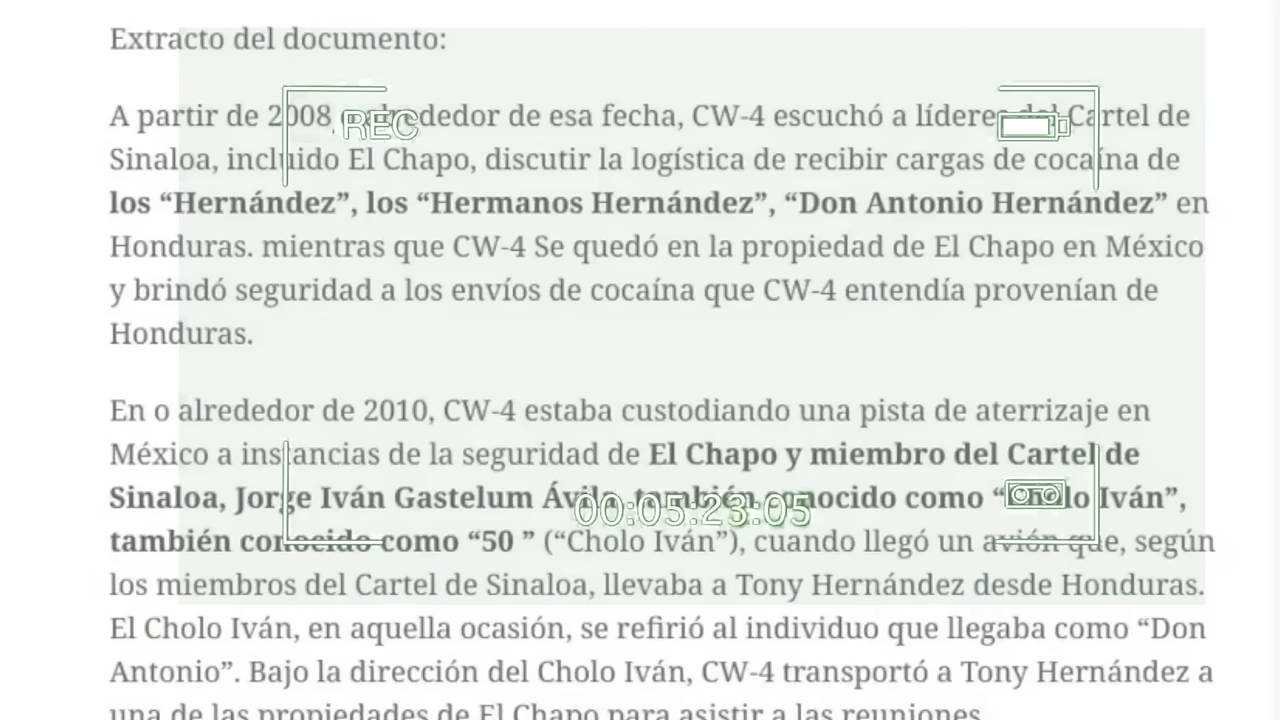 Extracto del documento:
A partir de 2008 o alrededor de esa fecha, CW-4 escuchó a líderes del Cartel de
REC
Sinaloa, incluido El Chapo, discutir la logística de recibir cargas de cocaína de
los “Hernández”, los “Hermanos Hernández”, “Don Antonio Hernández” en
Honduras. mientras que CW-4 Se quedó en la propiedad de El Chapo en México
y brindó seguridad a los envíos de cocaína que CW-4 entendía provenían de
Honduras.
En o alrededor de 2010, CW-4 estaba custodiando una pista de aterrizaje en
México a instancias de la seguridad de El Chapo y miembro del Cartel de
Sinaloa, Jorge Iván Gastelum Ávila, también conocido como “Cholo Iván”,
00:05:23:05
también conocido como “50 ” (“Cholo Iván”), cuando llegó un avión que, según
los miembros del Cartel de Sinaloa, llevaba a Tony Hernández desde Honduras.
El Cholo Iván, en aquella ocasión, se refirió al individuo que llegaba como “Don
Antonio”. Bajo la dirección del Cholo Iván, CW-4 transportó a Tony Hernández a
una de las propiedades de El Chapo para asistir a las reuniones